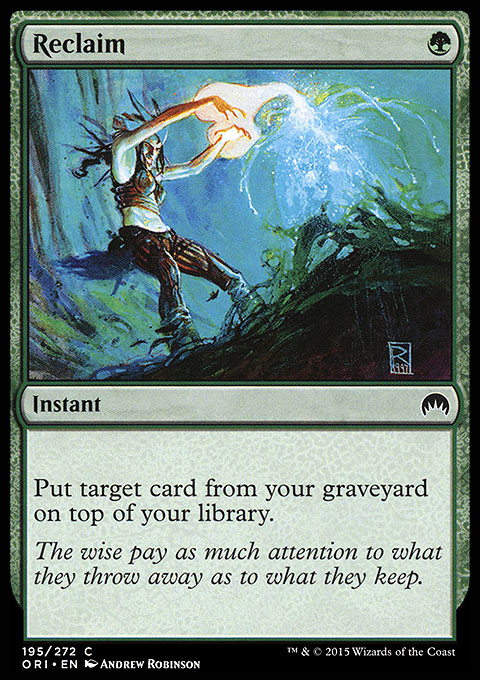 Reclaim
R
1997
Instant
Put target card from your graveyard
on top of your library.
The wise pay as much attention to what
they throw away as to what they keep.
195/272 C
ORI • EN Andrew Robinson
™ & © 2015 Wizards of the Coast